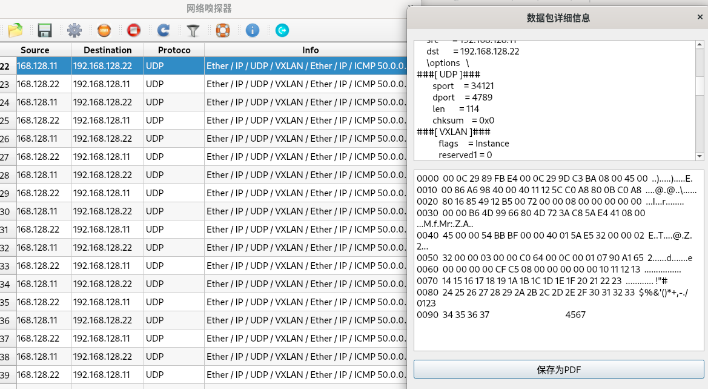 网络嗅探器
Source Destination Protoco Info
22 168.128.11 192.168.128.22 UDP Ether / IP / UDP / VXLAN / Ether / IP / ICMP 50.0.0.
23 168.128.22 192.168.128.11 UDP Ether / IP / UDP / VXLAN / Ether / IP / ICMP 50.0.0..
24 168.128.11 192.168.128.22 UDP Ether / IP / UDP / VXLAN / Ether / IP / ICMP 50.0.0..
25 168.128.22 192.168.128.11 UDP Ether / IP / UDP / VXLAN / Ether / IP / ICMP 50.0.0..
26 168.128.11 192.168.128.22 UDP Ether / IP / UDP / VXLAN / Ether / IP / ICMP 50.0.0..
27 168.128.22 192.168.128.11 UDP Ether / IP / UDP / VXLAN / Ether / IP / ICMP 50.0.0..
28 168.128.11 192.168.128.22 UDP Ether / IP / UDP / VXLAN / Ether / IP / ICMP 50.0.0..
29 168.128.22 192.168.128.11 UDP Ether / IP / UDP / VXLAN / Ether / IP / ICMP 50.0.0..
30 168.128.11 192.168.128.22 UDP Ether / IP / UDP / VXLAN / Ether / IP / ICMP 50.0.0..
31 168.128.22 192.168.128.11 UDP Ether / IP / UDP / VXLAN / Ether / IP / ICMP 50.0.0..
32 168.128.11 192.168.128.22 UDP Ether / IP / UDP / VXLAN / Ether / IP / ICMP 50.0.0..
33 168.128.22 192.168.128.11 UDP Ether / IP / UDP / VXLAN / Ether / IP / ICMP 50.0.0..
34 168.128.11 192.168.128.22 UDP Ether / IP / UDP / VXLAN / Ether / IP / ICMP 50.0.0..
35 168.128.22 192.168.128.11 UDP Ether / IP / UDP / VXLAN / Ether / IP / ICMP 50.0.0..
36 168.128.11 192.168.128.22 UDP Ether / IP / UDP / VXLAN / Ether / IP / ICMP 50.0.0..
37 168.128.22 192.168.128.11 UDP Ether / IP / UDP / VXLAN / Ether / IP / ICMP 50.0.0..
38 168.128.11 192.168.128.22 UDP Ether / IP / UDP / VXLAN / Ether / IP / ICMP 50.0.0..
39 168.128.22 192.168.128.11 UDP Ether / IP / UDP / VXLAN / Ether / IP / ICMP 50.0.0..
数据包详细信息
src = 192.168.128.11
dst = 192.168.128.22
\options \
###[ UDP ]###
sport = 34121
dport = 4789
len = 114
chksum = 0x0
###[ VXLAN ]###
flags = Instance
reserved1 = 0
0000 00 0C 29 89 FB E4 00 0C 29 9D C3 BA 08 00 45 00 ..).....).....E.
0010 00 86 A6 98 40 00 40 11 12 5C C0 A8 80 0B C0 A8 ....@.@..\......
0020 80 16 85 49 12 B5 00 72 00 00 08 00 00 00 00 00 ...I...r........
0030 00 00 B6 4D 99 66 80 4D 72 3A C8 5A E4 41 08 00
...M.f.Mr:.Z.A..
0040 45 00 00 54 BB BF 00 00 40 01 5A E5 32 00 00 02 E..T....@.Z.
2...
0050 32 00 00 03 00 00 C0 64 00 0C 00 01 07 90 A1 65 2......d.......e
0060 00 00 00 00 CF C5 08 00 00 00 00 00 10 11 12 13 ................
0070 14 15 16 17 18 19 1A 1B 1C 1D 1E 1F 20 21 22 23 ............ !"#
0080 24 25 26 27 28 29 2A 2B 2C 2D 2E 2F 30 31 32 33 $%&'()*+,-./
0123
0090 34 35 36 37 4567
保存为PDF